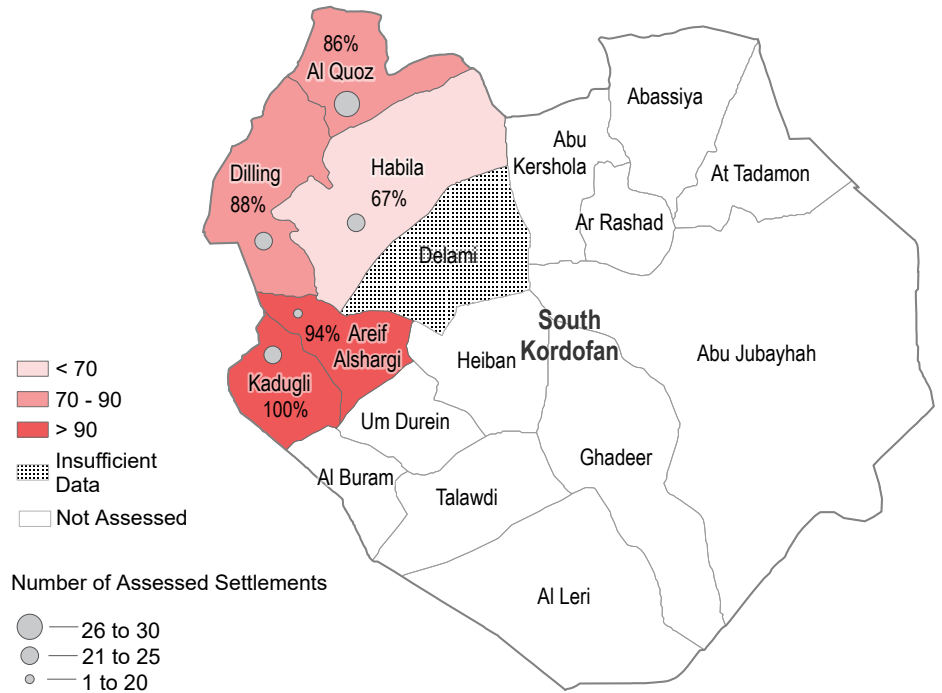 86%
Al Quoz
Abassiya
Abu
Kershola
At Tadamon
Habila
67%
Dilling
88%
Ar Rashad
Delami
South
Kordofan
94% Areif
Alshargi
Heiban
Abu Jubayhah
Kadugli
100%
Um Durein
Ghadeer
Al Buram
Talawdi
Al Leri
< 70
70 - 90
> 90
Insufficient
Data
Not Assessed
Number of Assessed Settlements
26 to 30
21 to 25
1 to 20